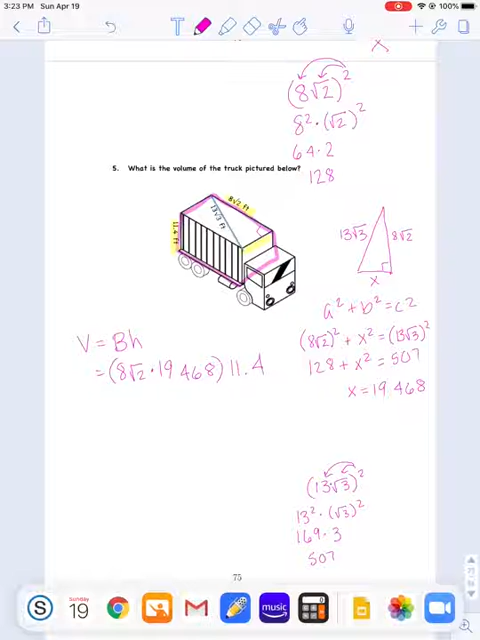 3:23 PM Sun Apr 19
100%
x
(8√2)²
8² · (√2)²
64 · 2
128
5. What is the volume of the truck pictured below?
8√2 ft
13√3 ft
11.4 ft
13√3
8√2
x
a² + b² = c2
(8√2)² + x² = (13√3)²
128 + x² = 507
x = 19.468
V = Bh
= (8√2 · 19.468) 11.4
(13√3)²
13² · (√3)²
169 · 3
507
75
SUNDAY
19
music